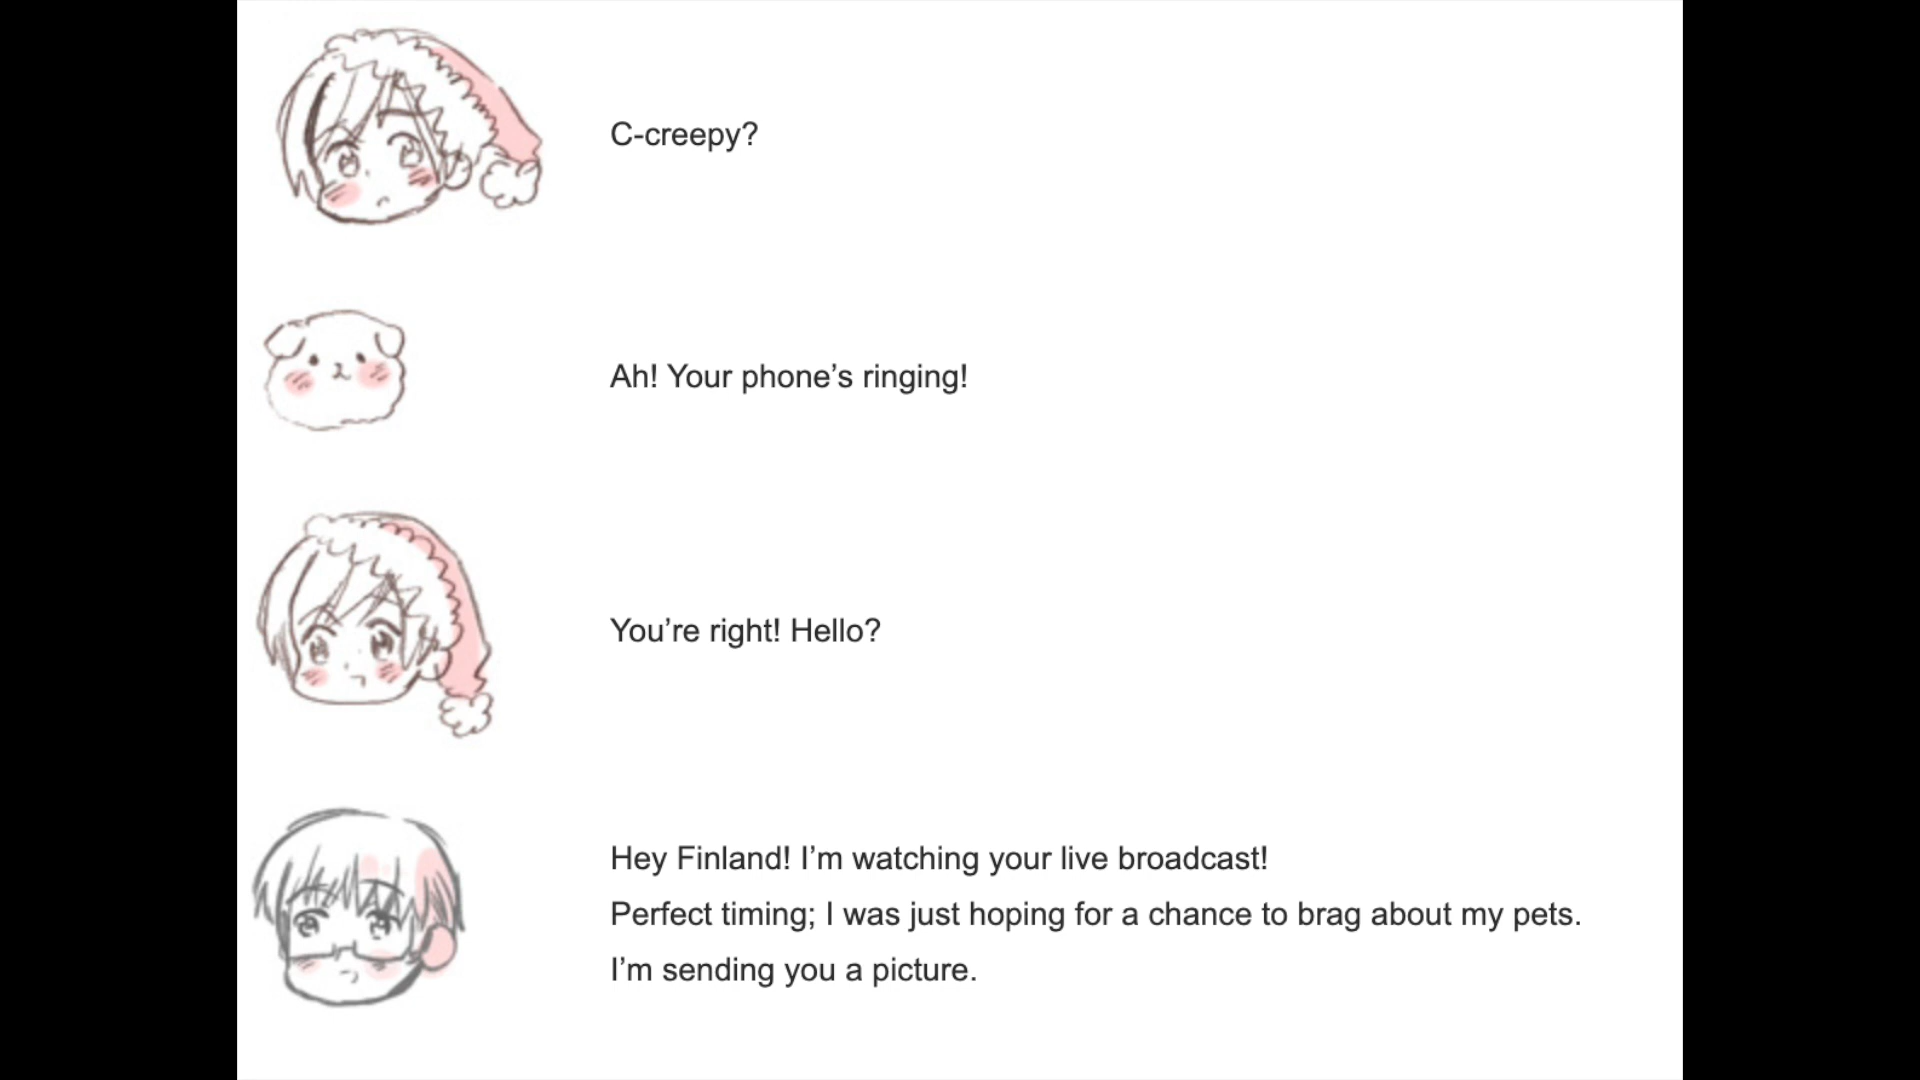 C-creepy?
Ah! Your phone’s ringing!
You’re right! Hello?
Hey Finland! I’m watching your live broadcast!
Perfect timing; I was just hoping for a chance to brag about my pets.
I’m sending you a picture.